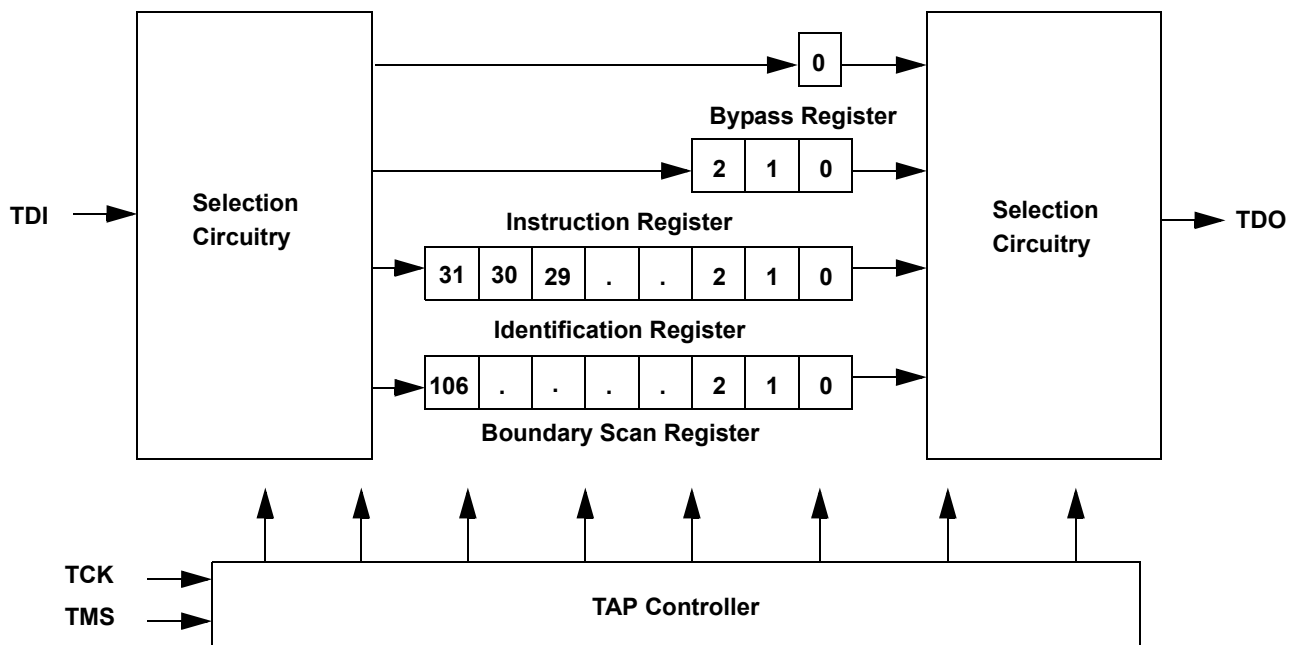 0
Bypass Register
2 1 0
Selection
Circuitry
Selection
Circuitry
TDI
TDO
Instruction Register
31 30 29 . . 2 1 0
Identification Register
106 . . . . 2 1 0
Boundary Scan Register
TCK
TMS
TAP Controller